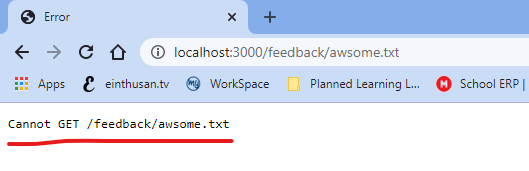 Error
localhost:3000/feedback/awsome.txt
Apps einthusan.tv my WorkSpace Planned Learning L... M School ERP |
Cannot GET /feedback/awsome.txt